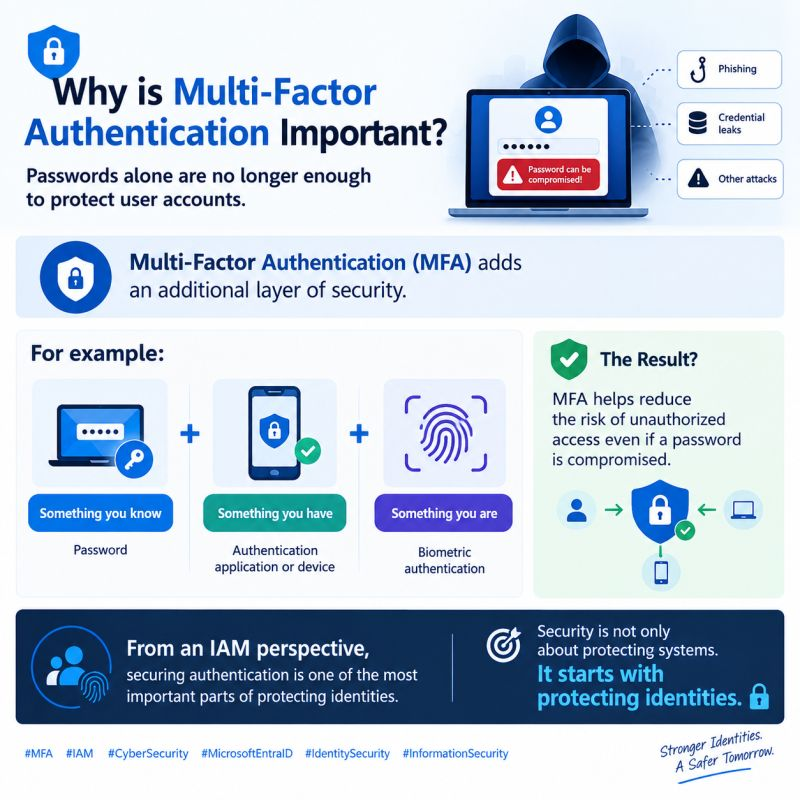 Why is Multi-Factor
Authentication Important?
Passwords alone are no longer enough
to protect user accounts.
Password can be
compromised!
Phishing
Credential
leaks
Other attacks
Multi-Factor Authentication (MFA) adds
an additional layer of security.
For example:
Something you know
Password
Something you have
Authentication
application or device
Something you are
Biometric
authentication
The Result?
MFA helps reduce
the risk of unauthorized
access even if a password
is compromised.
From an IAM perspective,
securing authentication is one of the most
important parts of protecting identities.
Security is not only
about protecting systems.
It starts with
protecting identities.
#MFA #IAM #CyberSecurity #MicrosoftEntraID #IdentitySecurity #InformationSecurity
Stronger Identities.
A Safer Tomorrow.